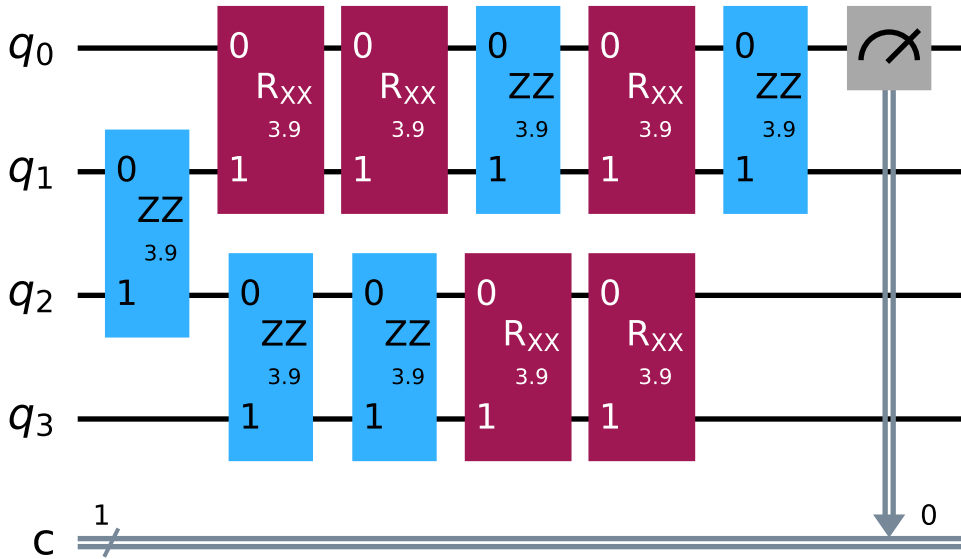 q0 0 0 0 0 0
RXX RXX ZZ RXX ZZ
3.9 3.9 3.9 3.9 3.9
q1 0 1 1 1 1 1
ZZ
3.9
q2 1 0 0 0 0
ZZ ZZ RXX RXX
3.9 3.9 3.9 3.9
q3 1 1 1 1
1 0
c